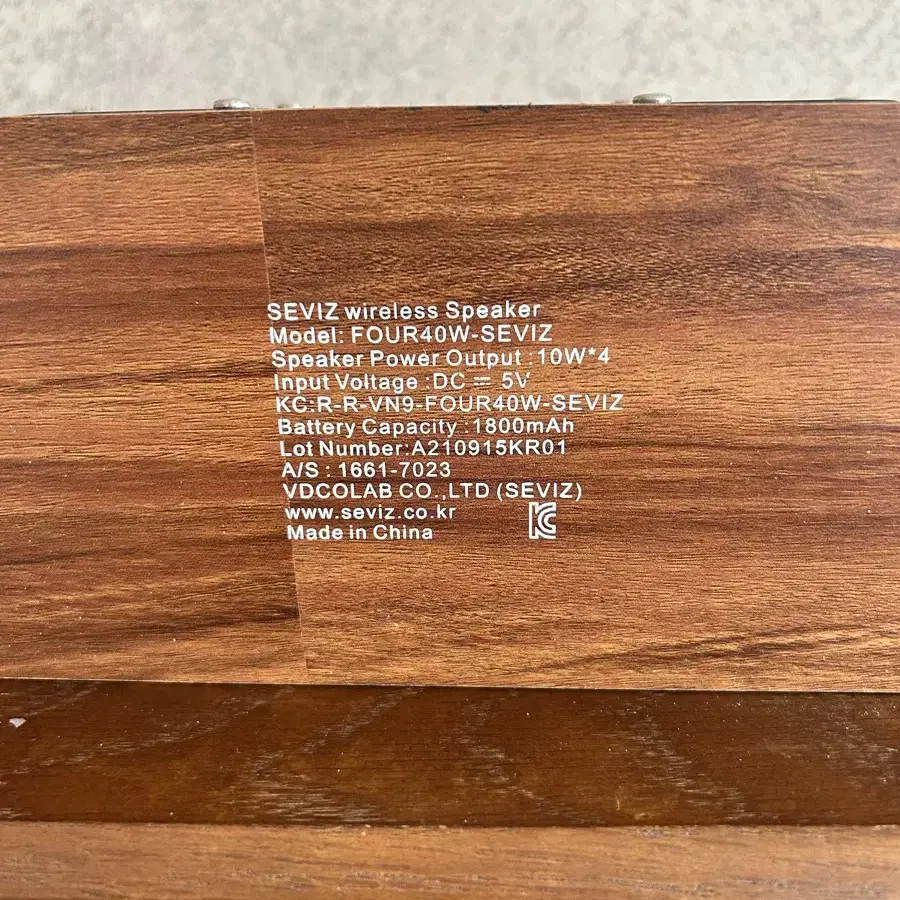 SEVIZ wireless Speaker
Model: FOUR40W-SEVIZ
Speaker Power Output :10W*4
Input Voltage :DC ⎓ 5V
KC:R-R-VN9-FOUR40W-SEVIZ
Battery Capacity :1800mAh
Lot Number:A210915KR01
A/S : 1661-7023
VDCOLAB CO.,LTD (SEVIZ)
www.seviz.co.kr
Made in China